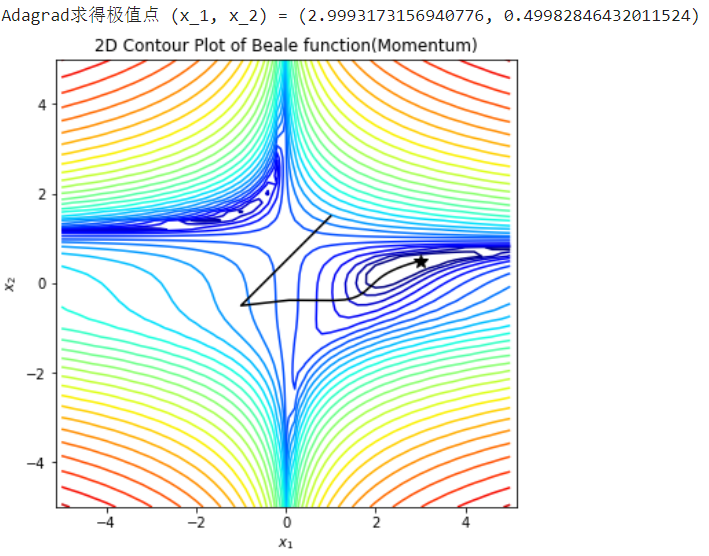 Adagrad求得极值点 (x_1, x_2) = (2.9993173156940776, 0.49982846432011524)
2D Contour Plot of Beale function(Momentum)
4
2
0
−2
−4
x2
−4
−2
0
2
4
x1